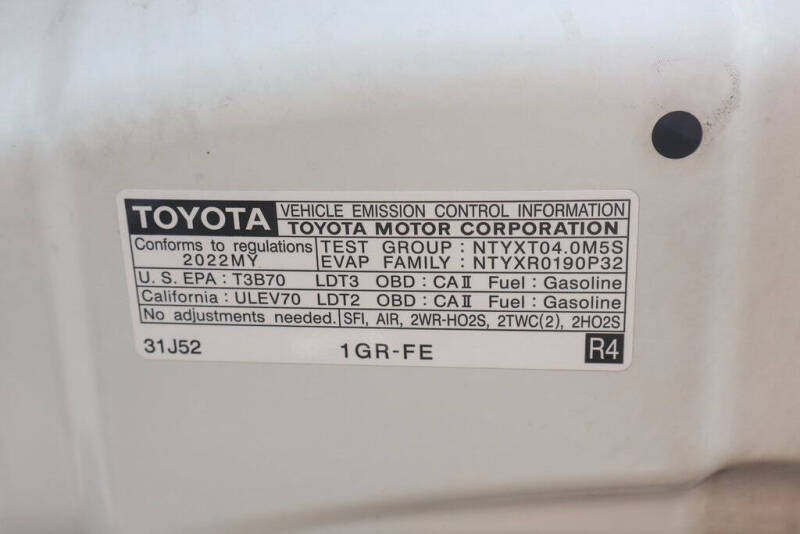 TOYOTA VEHICLE EMISSION CONTROL INFORMATION
TOYOTA MOTOR CORPORATION
Conforms to regulations TEST GROUP : NTYXT04.0M5S
2022MY EVAP FAMILY : NTYXR0190P32
U.S. EPA : T3B70 LDT3 OBD : CAⅡ Fuel : Gasoline
California : ULEV70 LDT2 OBD : CAⅡ Fuel : Gasoline
No adjustments needed. SFI, AIR, 2WR-HO2S, 2TWC(2), 2HO2S
31J52 1GR-FE R4